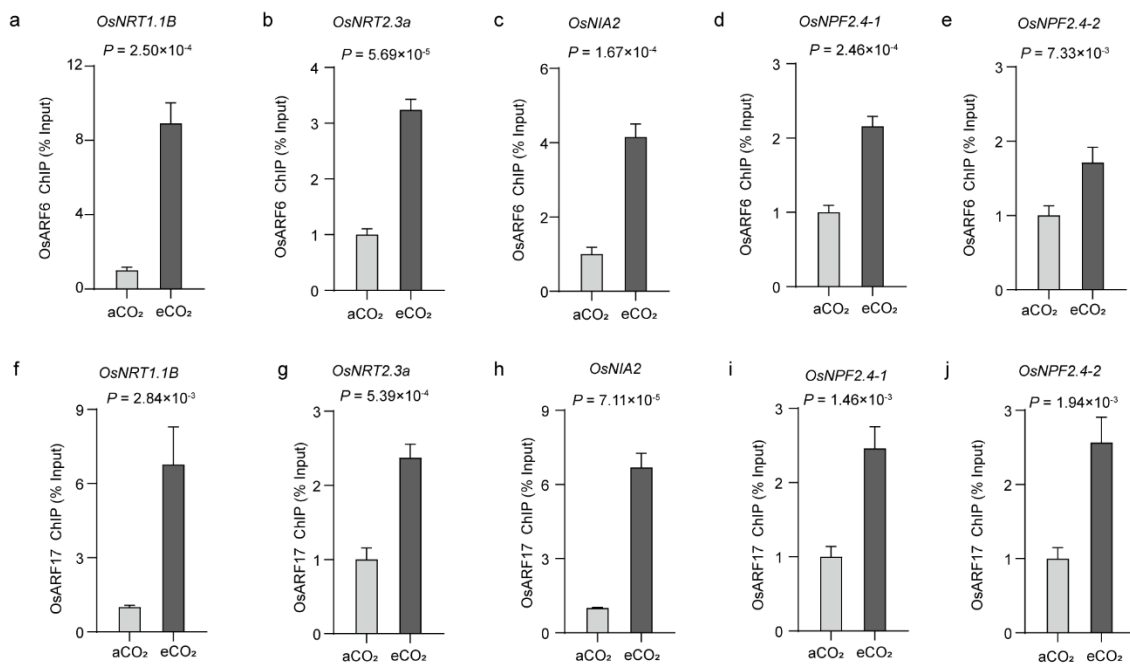 a
OsNRT1.1B
P = 2.50×10⁻⁴
OsARF6 ChIP (% Input)
12
8
4
0
aCO₂ eCO₂
b
OsNRT2.3a
P = 5.69×10⁻⁵
OsARF6 ChIP (% Input)
4
3
2
1
0
aCO₂ eCO₂
c
OsNIA2
P = 1.67×10⁻⁴
OsARF6 ChIP (% Input)
6
4
2
0
aCO₂ eCO₂
d
OsNPF2.4-1
P = 2.46×10⁻⁴
OsARF6 ChIP (% Input)
3
2
1
0
aCO₂ eCO₂
e
OsNPF2.4-2
P = 7.33×10⁻³
OsARF6 ChIP (% Input)
3
2
1
0
aCO₂ eCO₂
f
OsNRT1.1B
P = 2.84×10⁻³
OsARF17 ChIP (% Input)
9
6
3
0
aCO₂ eCO₂
g
OsNRT2.3a
P = 5.39×10⁻⁴
OsARF17 ChIP (% Input)
3
2
1
0
aCO₂ eCO₂
h
OsNIA2
P = 7.11×10⁻⁵
OsARF17 ChIP (% Input)
9
6
3
0
aCO₂ eCO₂
i
OsNPF2.4-1
P = 1.46×10⁻³
OsARF17 ChIP (% Input)
3
2
1
0
aCO₂ eCO₂
j
OsNPF2.4-2
P = 1.94×10⁻³
OsARF17 ChIP (% Input)
3
2
1
0
aCO₂ eCO₂